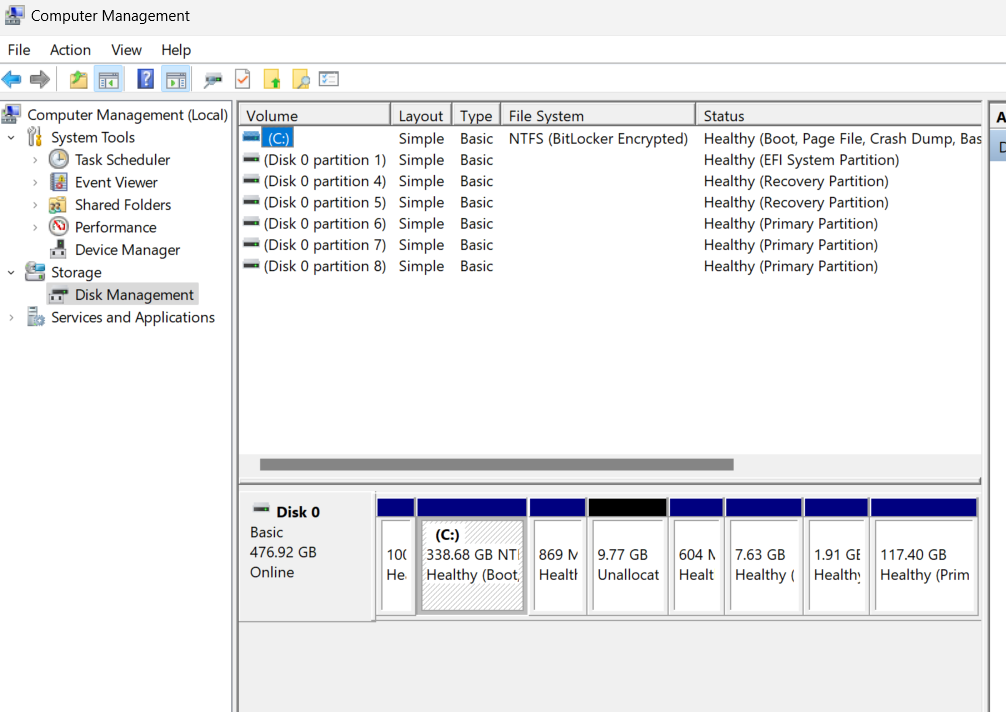 Computer Management
File Action View Help
Computer Management (Local)
System Tools
Task Scheduler
Event Viewer
Shared Folders
Performance
Device Manager
Storage
Disk Management
Services and Applications
Volume Layout Type File System Status
(C:) Simple Basic NTFS (BitLocker Encrypted) Healthy (Boot, Page File, Crash Dump, Bas
(Disk 0 partition 1) Simple Basic Healthy (EFI System Partition)
(Disk 0 partition 4) Simple Basic Healthy (Recovery Partition)
(Disk 0 partition 5) Simple Basic Healthy (Recovery Partition)
(Disk 0 partition 6) Simple Basic Healthy (Primary Partition)
(Disk 0 partition 7) Simple Basic Healthy (Primary Partition)
(Disk 0 partition 8) Simple Basic Healthy (Primary Partition)
A
Disk 0
Basic
476.92 GB
Online
100
He
(C:)
338.68 GB NTI
Healthy (Boot,
869 M
Healt
9.77 GB
Unallocat
604 M
Healt
7.63 GB
Healthy (
1.91 GB
Healthy
117.40 GB
Healthy (Prim